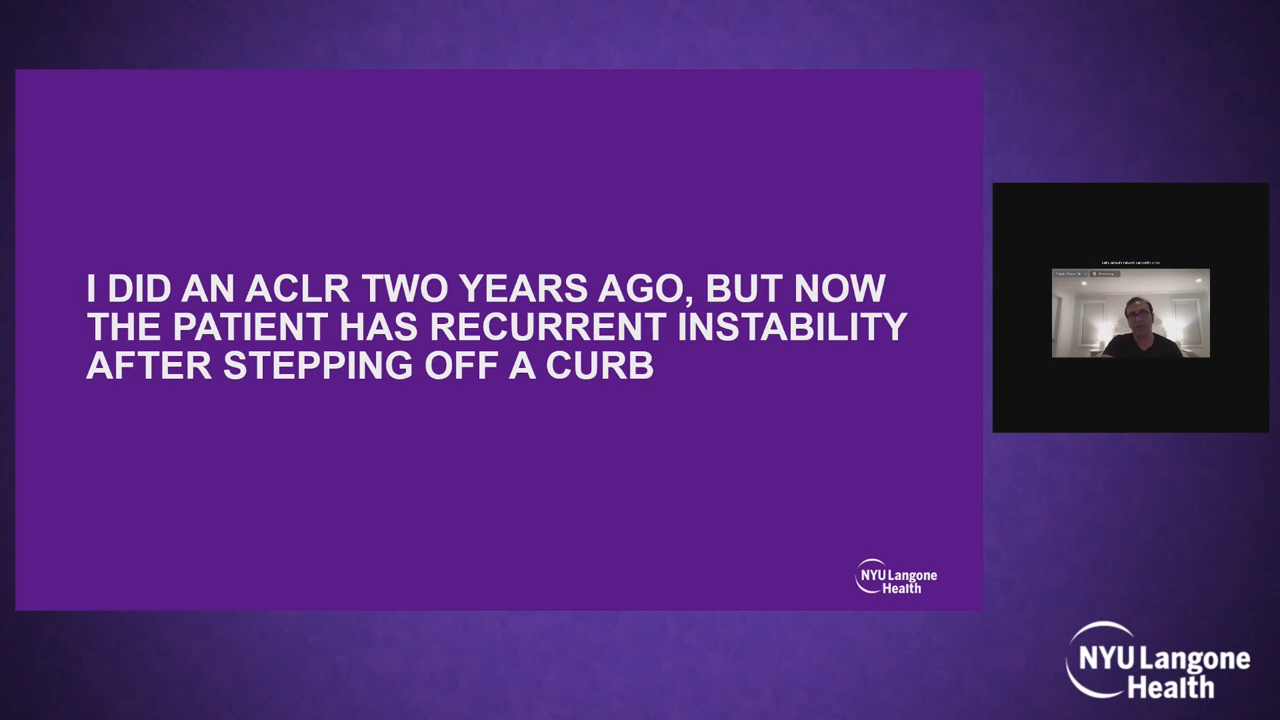 I DID AN ACLR TWO YEARS AGO, BUT NOW
THE PATIENT HAS RECURRENT INSTABILITY
AFTER STEPPING OFF A CURB
NYU Langone
Health
NYU Langone
Health